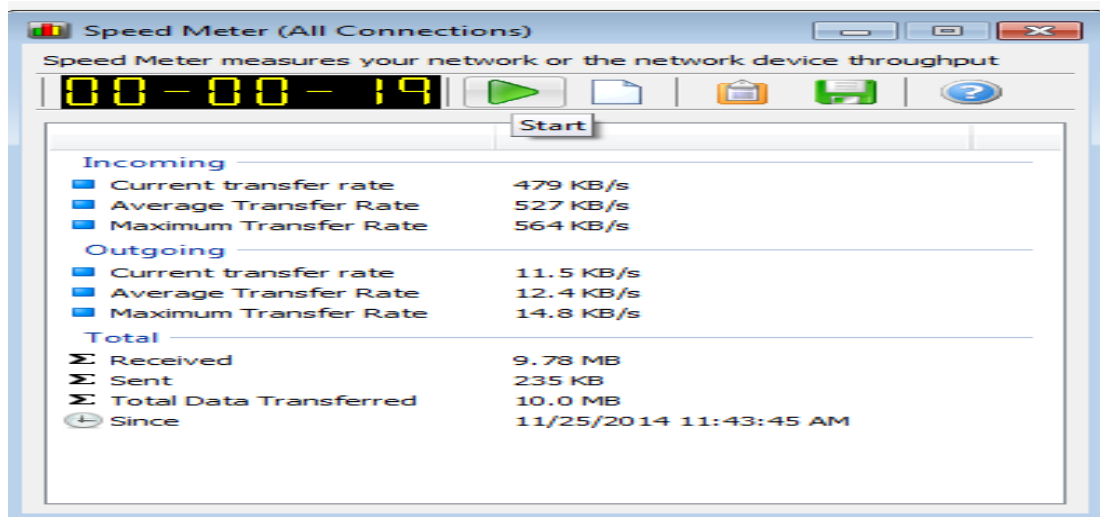 Speed Meter (All Connections)
Speed Meter measures your network or the network device throughput
00-00-19
Start
Incoming
Current transfer rate 479 KB/s
Average Transfer Rate 527 KB/s
Maximum Transfer Rate 564 KB/s
Outgoing
Current transfer rate 11.5 KB/s
Average Transfer Rate 12.4 KB/s
Maximum Transfer Rate 14.8 KB/s
Total
Σ Received 9.78 MB
Σ Sent 235 KB
Σ Total Data Transferred 10.0 MB
Since 11/25/2014 11:43:45 AM